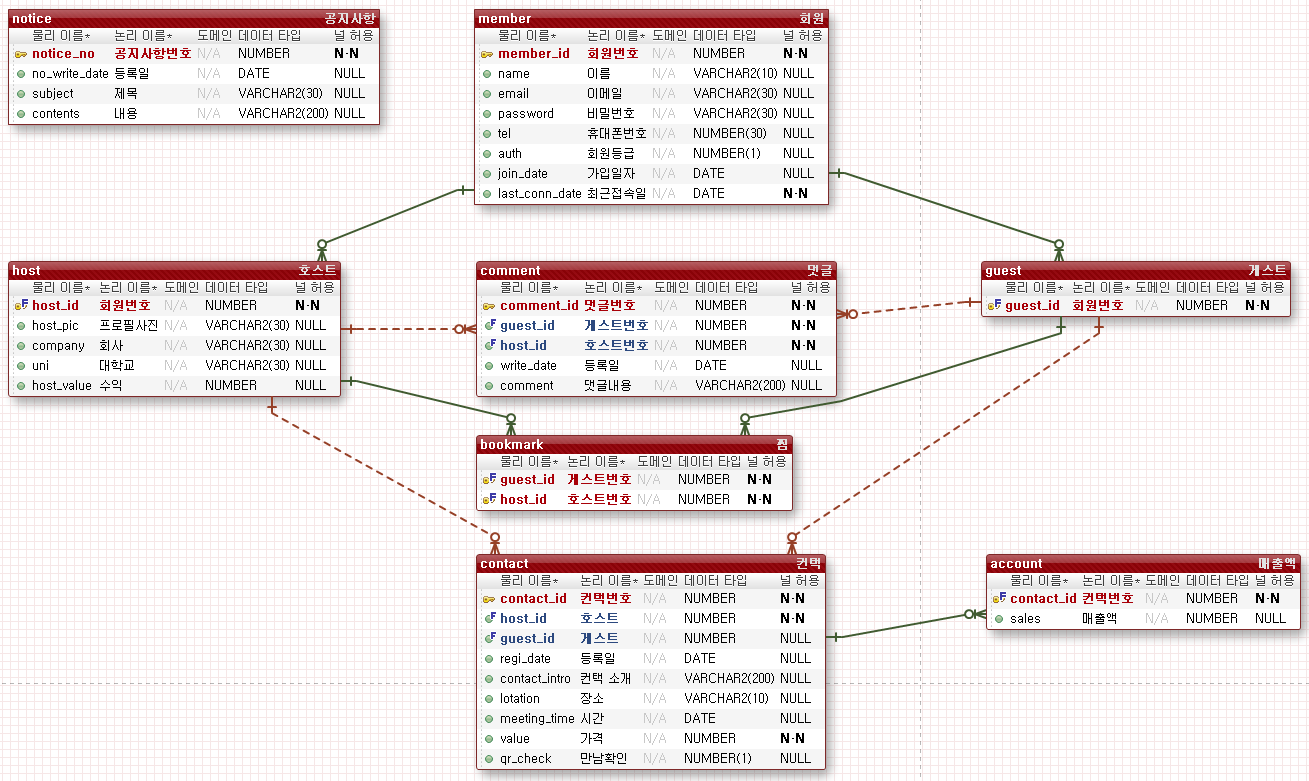 notice 공지사항
물리 이름* 논리 이름* 도메인 데이터 타입 널 허용
notice_no 공지사항번호 N/A NUMBER N-N
no_write_date 등록일 N/A DATE NULL
subject 제목 N/A VARCHAR2(30) NULL
contents 내용 N/A VARCHAR2(200) NULL
member 회원
물리 이름* 논리 이름* 도메인 데이터 타입 널 허용
member_id 회원번호 N/A NUMBER N-N
name 이름 N/A VARCHAR2(10) NULL
email 이메일 N/A VARCHAR2(30) NULL
password 비밀번호 N/A VARCHAR2(30) NULL
tel 휴대폰번호 N/A NUMBER(30) NULL
auth 회원등급 N/A NUMBER(1) NULL
join_date 가입일자 N/A DATE NULL
last_conn_date 최근접속일 N/A DATE N-N
host 호스트
물리 이름* 논리 이름* 도메인 데이터 타입 널 허용
host_id 회원번호 N/A NUMBER N-N
host_pic 프로필사진 N/A VARCHAR2(30) NULL
company 회사 N/A VARCHAR2(30) NULL
uni 대학교 N/A VARCHAR2(30) NULL
host_value 수익 N/A NUMBER NULL
comment 댓글
물리 이름* 논리 이름* 도메인 데이터 타입 널 허용
comment_id 댓글번호 N/A NUMBER N-N
guest_id 게스트번호 N/A NUMBER N-N
host_id 호스트번호 N/A NUMBER N-N
write_date 등록일 N/A DATE NULL
comment 댓글내용 N/A VARCHAR2(200) NULL
guest 게스트
물리 이름* 논리 이름* 도메인 데이터 타입 널 허용
guest_id 회원번호 N/A NUMBER N-N
bookmark 찜
물리 이름* 논리 이름* 도메인 데이터 타입 널 허용
guest_id 게스트번호 N/A NUMBER N-N
host_id 호스트번호 N/A NUMBER N-N
contact 컨택
물리 이름* 논리 이름* 도메인 데이터 타입 널 허용
contact_id 컨택번호 N/A NUMBER N-N
host_id 호스트 N/A NUMBER N-N
guest_id 게스트 N/A NUMBER NULL
regi_date 등록일 N/A DATE NULL
contact_intro 컨택 소개 N/A VARCHAR2(200) NULL
lotation 장소 N/A VARCHAR2(10) NULL
meeting_time 시간 N/A DATE NULL
value 가격 N/A NUMBER N-N
qr_check 만남확인 N/A NUMBER(1) NULL
account 매출액
물리 이름* 논리 이름* 도메인 데이터 타입 널 허용
contact_id 컨택번호 N/A NUMBER N-N
sales 매출액 N/A NUMBER NULL